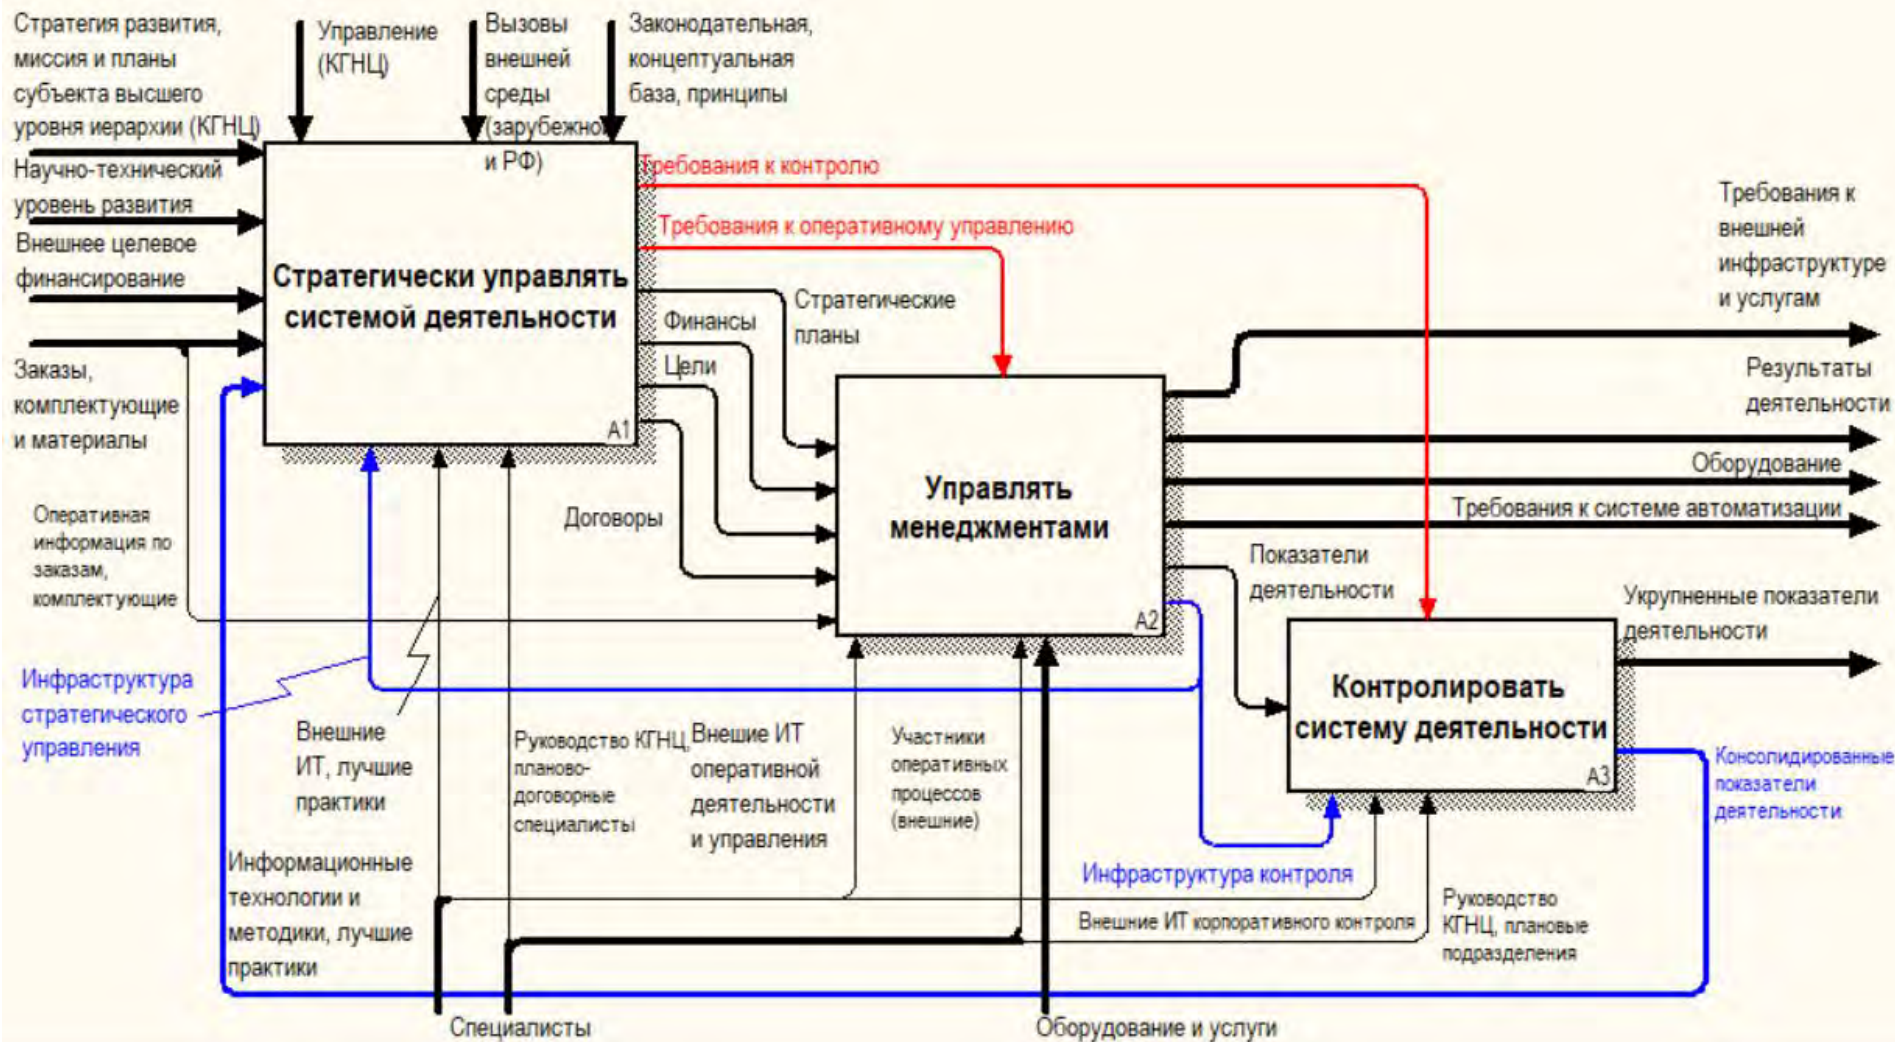 Стратегия развития,
миссия и планы
субъекта высшего
уровня иерархии (КГНЦ)
Управление
(КГНЦ)
Вызовы
внешней
среды
(зарубежной
и РФ)
Законодательная,
концептуальная
база, принципы
Научно-технический
уровень развития
Внешнее целевое
финансирование
Заказы,
комплектующие
и материалы
Стратегически управлять
системой деятельности
A1
Требования к контролю
Требования к оперативному управлению
Стратегические
планы
Финансы
Цели
Договоры
Требования к
внешней
инфраструктуре
и услугам
Результаты
деятельности
Оборудование
Требования к системе автоматизации
Управлять
менеджментами
A2
Оперативная
информация по
заказам,
комплектующие
Показатели
деятельности
Укрупненные показатели
деятельности
Контролировать
систему деятельности
A3
Инфраструктура
стратегического
управления
Внешние
ИТ, лучшие
практики
Руководство КГНЦ,
планово-
договорные
специалисты
Внешие ИТ
оперативной
деятельности
и управления
Участники
оперативных
процессов
(внешние)
Консолидированные
показатели
деятельности
Информационные
технологии и
методики, лучшие
практики
Инфраструктура контроля
Внешние ИТ корпоративного контроля
Руководство
КГНЦ, плановые
подразделения
Специалисты
Оборудование и услуги